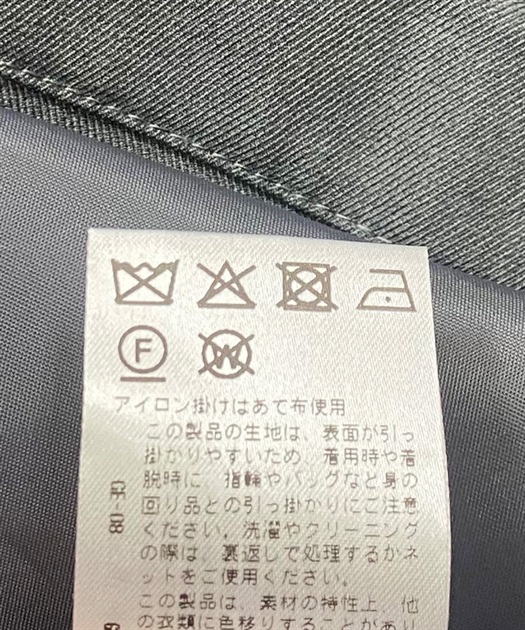 F
W
アイロン掛けはあて布使用
この製品の生地は、表面が引っ
掛かりやすいため、着用時や着
脱時に、指輪やバッグなど身の
回り品との引っ掛かりにご注意
ください。洗濯やクリーニング
の際は、裏返しで処理するかネ
ットをご使用ください。
この製品は、素材の特性上、他
の衣類に色移りすることがあり